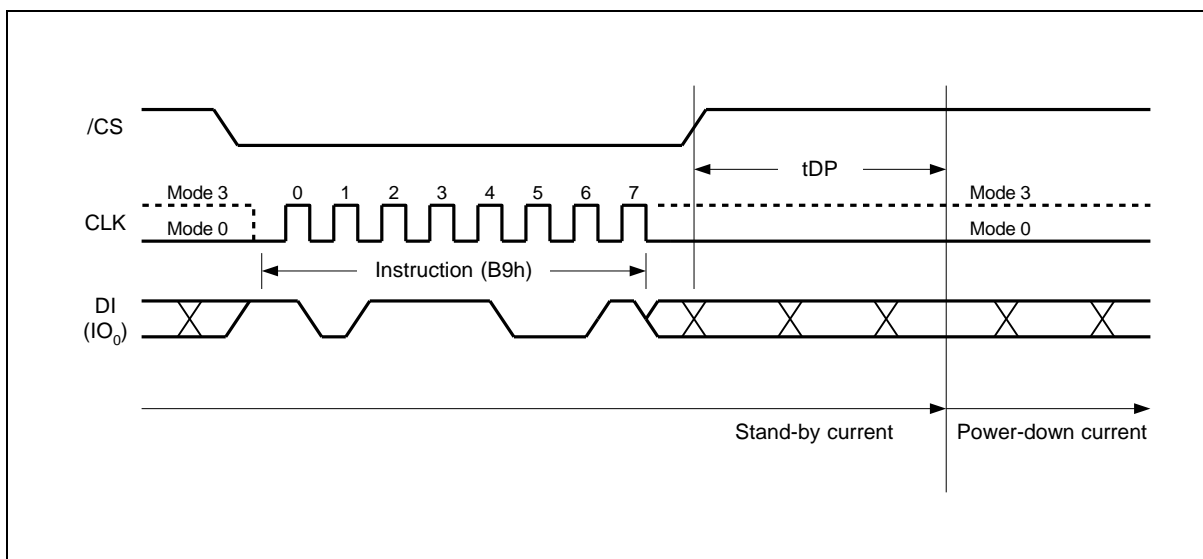 /CS
tDP
Mode 3 0 1 2 3 4 5 6 7 Mode 3
CLK
Mode 0 Mode 0
Instruction (B9h)
DI
(IO₀)
Stand-by current Power-down current